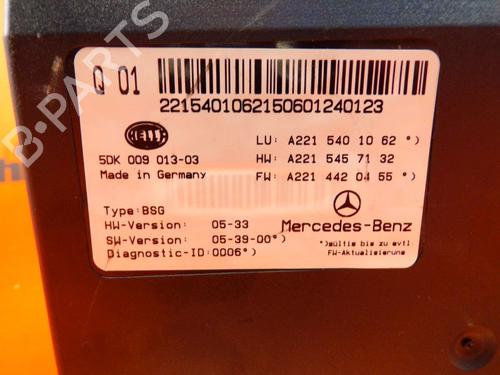 Q 01
2215401062150601240123
HELLA
5DK 009 013-03
Made in Germany
LU: A221 540 10 62 *)
HW: A221 545 71 32
FW: A221 442 04 55 *)
Type: BSG
HW-Version: 05-33
SW-Version: 05-39-00*)
Diagnostic-ID:0006*)
Mercedes-Benz
*)gültig bis zu evtl
FW-Aktualisierung
B-PARTS